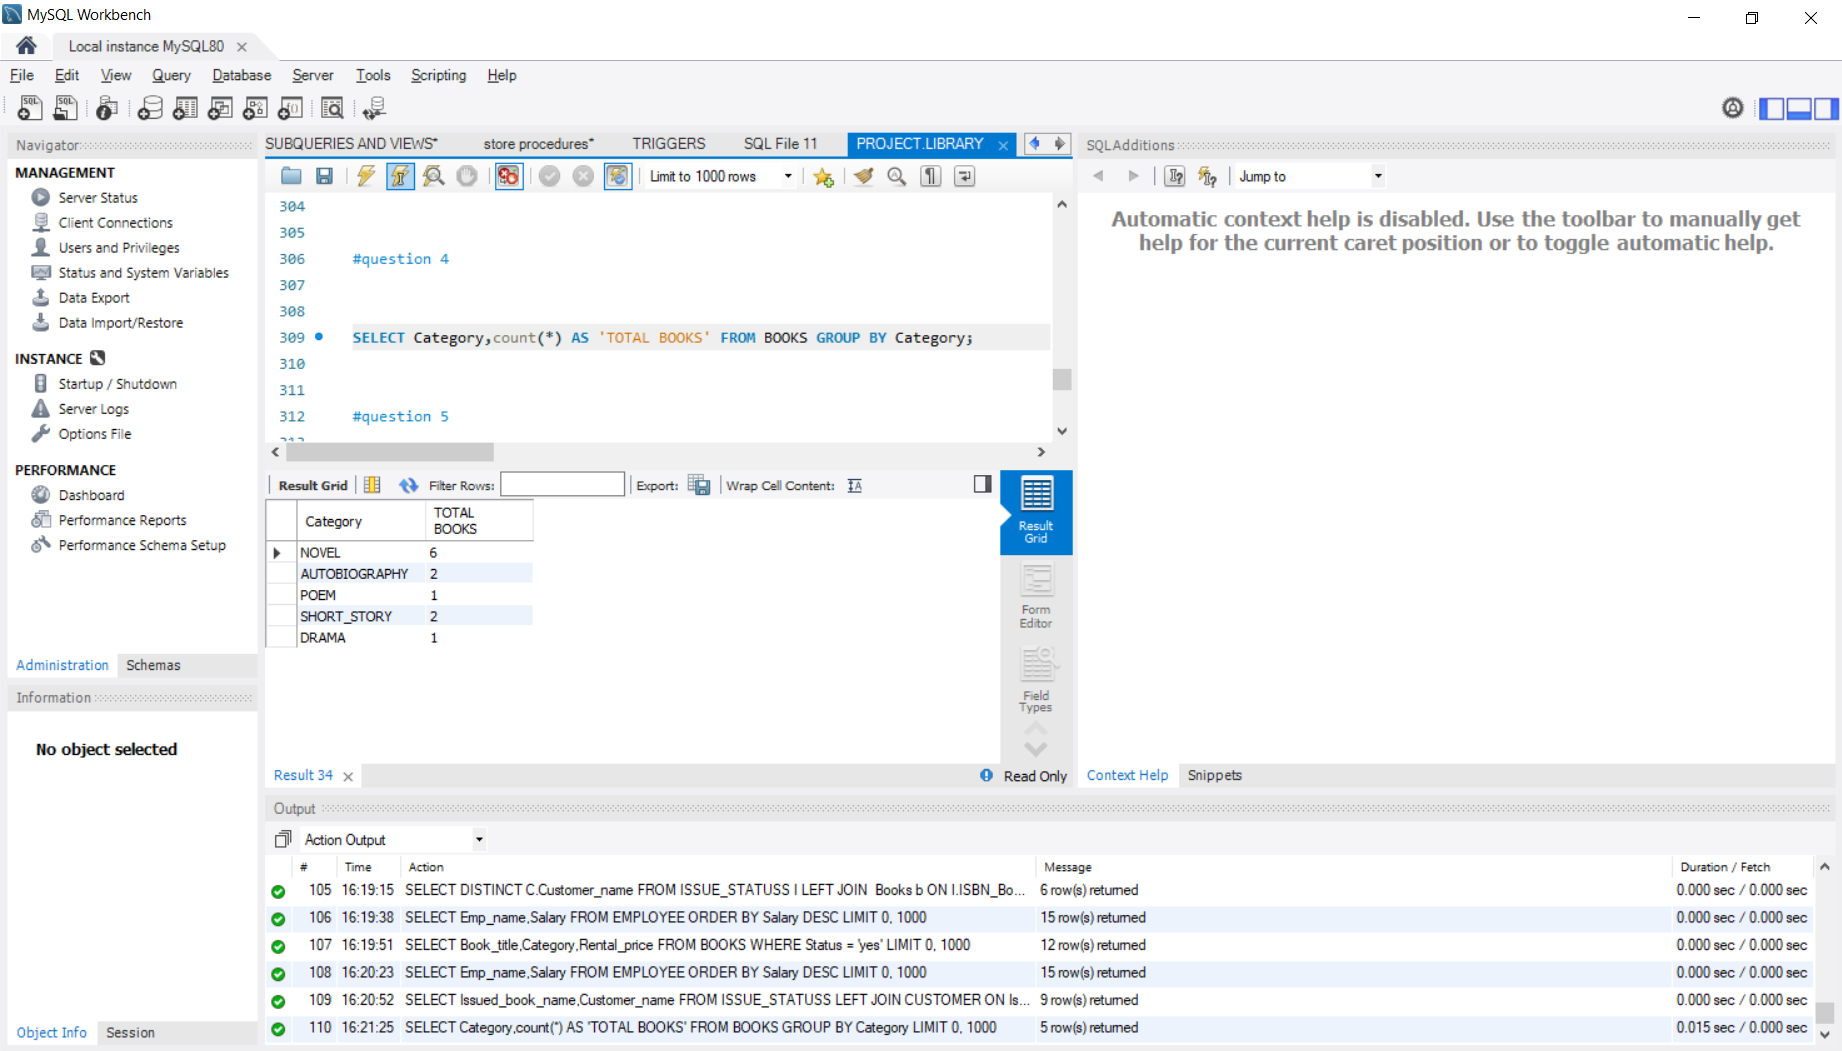 MySQL Workbench
Local instance MySQL80
File Edit View Query Database Server Tools Scripting Help
Navigator
MANAGEMENT
Server Status
Client Connections
Users and Privileges
Status and System Variables
Data Export
Data Import/Restore
INSTANCE
Startup / Shutdown
Server Logs
Options File
PERFORMANCE
Dashboard
Performance Reports
Performance Schema Setup
Administration Schemas
Information
No object selected
Object Info Session
SUBQUERIES AND VIEWS* store procedures* TRIGGERS SQL File 11 PROJECT.LIBRARY
Limit to 1000 rows
304
305
306 #question 4
307
308
309 SELECT Category,count(*) AS 'TOTAL BOOKS' FROM BOOKS GROUP BY Category;
310
311
312 #question 5
313
Result Grid Filter Rows: Export: Wrap Cell Content:
Category TOTAL BOOKS
NOVEL 6
AUTOBIOGRAPHY 2
POEM 1
SHORT_STORY 2
DRAMA 1
Result Grid
Form Editor
Field Types
Result 34 Read Only
SQLAdditions
Jump to
Automatic context help is disabled. Use the toolbar to manually get
help for the current caret position or to toggle automatic help.
Context Help Snippets
Output
Action Output
# Time Action Message Duration / Fetch
105 16:19:15 SELECT DISTINCT C.Customer_name FROM ISSUE_STATUSS I LEFT JOIN Books b ON I.ISBN_Bo... 6 row(s) returned 0.000 sec / 0.000 sec
106 16:19:38 SELECT Emp_name,Salary FROM EMPLOYEE ORDER BY Salary DESC LIMIT 0, 1000 15 row(s) returned 0.000 sec / 0.000 sec
107 16:19:51 SELECT Book_title,Category,Rental_price FROM BOOKS WHERE Status = 'yes' LIMIT 0, 1000 12 row(s) returned 0.000 sec / 0.000 sec
108 16:20:23 SELECT Emp_name,Salary FROM EMPLOYEE ORDER BY Salary DESC LIMIT 0, 1000 15 row(s) returned 0.000 sec / 0.000 sec
109 16:20:52 SELECT Issued_book_name,Customer_name FROM ISSUE_STATUSS LEFT JOIN CUSTOMER ON Is... 9 row(s) returned 0.000 sec / 0.000 sec
110 16:21:25 SELECT Category,count(*) AS 'TOTAL BOOKS' FROM BOOKS GROUP BY Category LIMIT 0, 1000 5 row(s) returned 0.015 sec / 0.000 sec